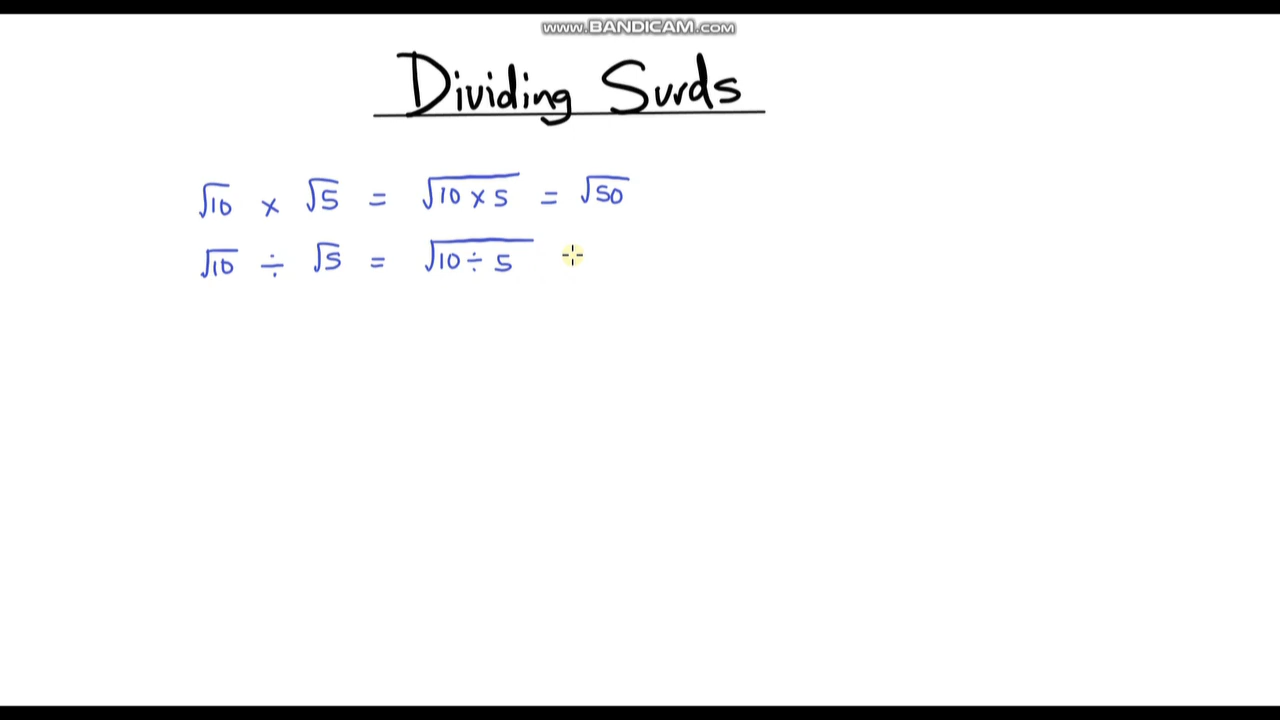 www.BANDICAM.com
Dividing Surds
√10 × √5 = √10 × 5 = √50
√10 ÷ √5 = √10 ÷ 5